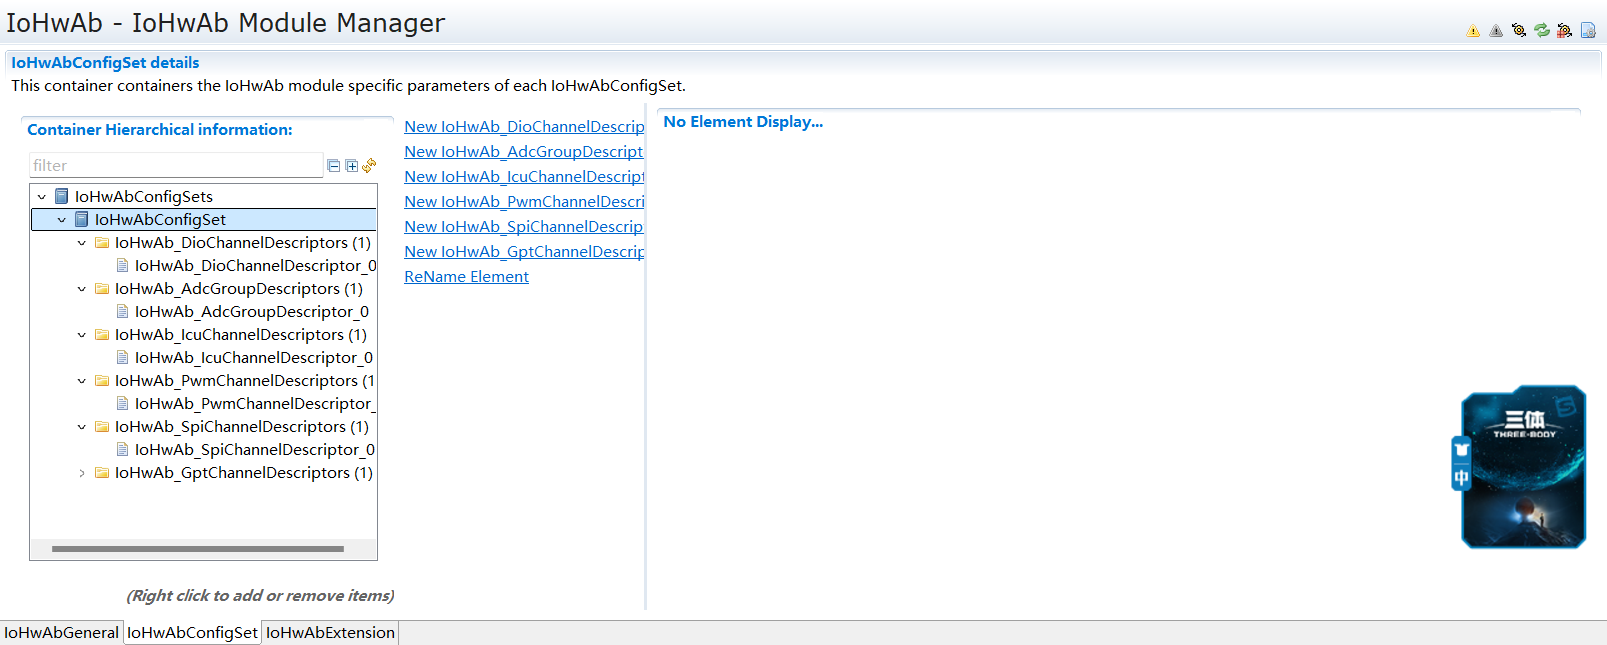 IoHwAb - IoHwAb Module Manager
IoHwAbConfigSet details
This container containers the IoHwAb module specific parameters of each IoHwAbConfigSet.
Container Hierarchical information:
filter
IoHwAbConfigSets
IoHwAbConfigSet
IoHwAb_DioChannelDescriptors (1)
IoHwAb_DioChannelDescriptor_0
IoHwAb_AdcGroupDescriptors (1)
IoHwAb_AdcGroupDescriptor_0
IoHwAb_IcuChannelDescriptors (1)
IoHwAb_IcuChannelDescriptor_0
IoHwAb_PwmChannelDescriptors (1
IoHwAb_PwmChannelDescriptor_
IoHwAb_SpiChannelDescriptors (1)
IoHwAb_SpiChannelDescriptor_0
IoHwAb_GptChannelDescriptors (1)
(Right click to add or remove items)
New IoHwAb_DioChannelDescrip
New IoHwAb_AdcGroupDescript
New IoHwAb_IcuChannelDescript
New IoHwAb_PwmChannelDescri
New IoHwAb_SpiChannelDescrip
New IoHwAb_GptChannelDescrip
ReName Element
No Element Display...
三体
THREE-BODY
中
IoHwAbGeneral
IoHwAbConfigSet
IoHwAbExtension